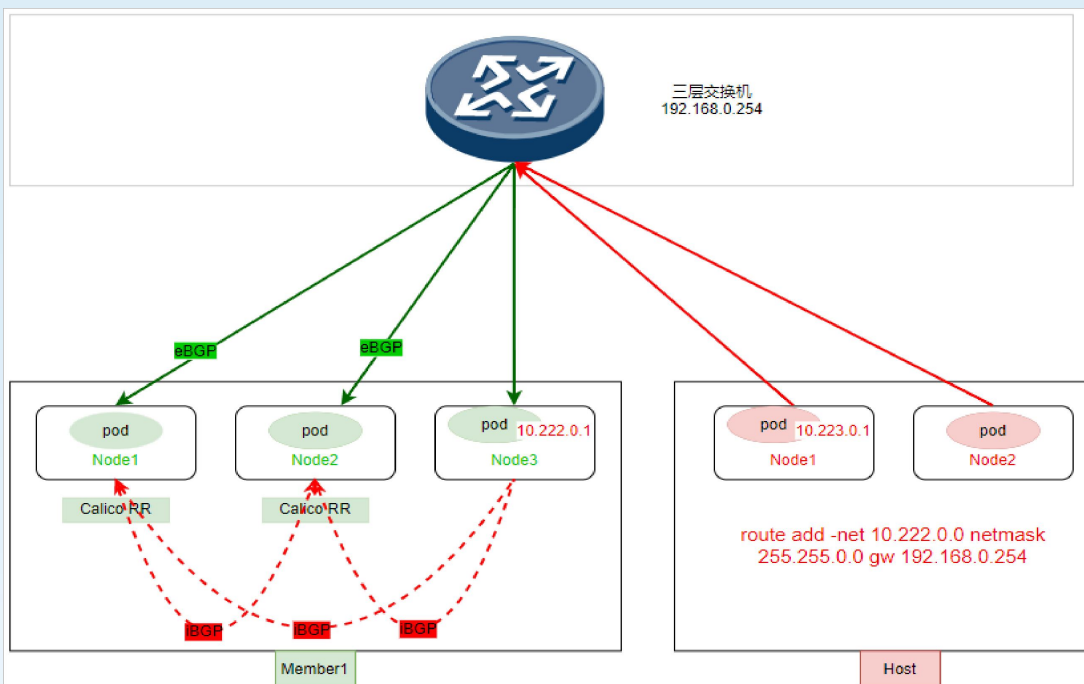 三层交换机
192.168.0.254
eBGP
eBGP
pod
Node1
pod
Node2
pod
10.222.0.1
Node3
pod
10.223.0.1
Node1
pod
Node2
Calico RR
Calico RR
route add -net 10.222.0.0 netmask
255.255.0.0 gw 192.168.0.254
iBGP
iBGP
iBGP
Member1
Host